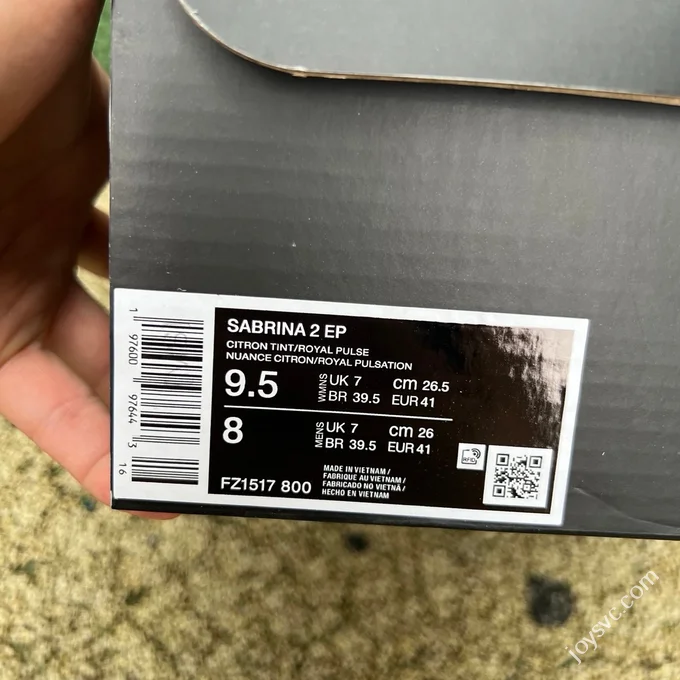 SABRINA 2 EP
CITRON TINT/ROYAL PULSE
NUANCE CITRON/ROYAL PULSATION
9.5 WMNS UK 7 cm 26.5
BR 39.5 EUR 41
8 MENS UK 7 cm 26
BR 39.5 EUR 41
FZ1517 800
MADE IN VIETNAM /
FABRIQUE AU VIETNAM /
FABRICADO NO VIETNÃ /
HECHO EN VIETNAM
RFID
1 97600 97644 3
16
joysvc.com